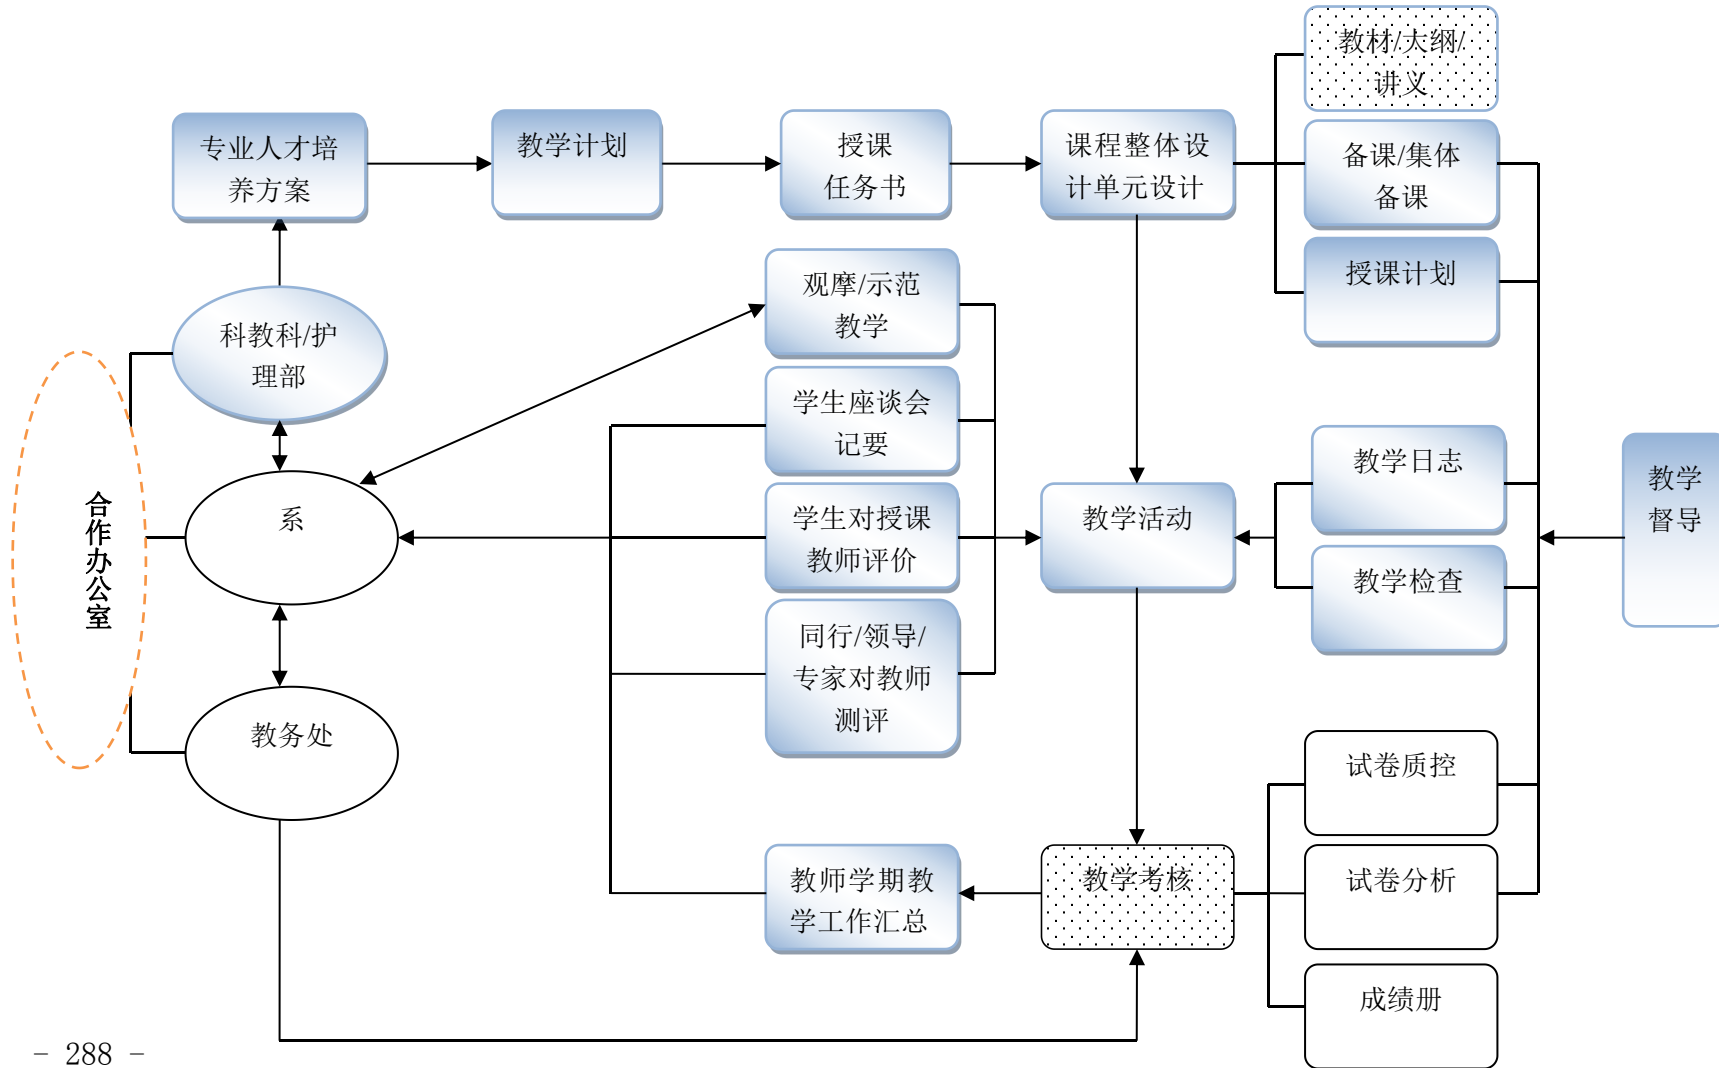 教材/大纲/
讲义
专业人才培
养方案
教学计划
授课
任务书
课程整体设
计单元设计
备课/集体
备课
授课计划
观摩/示范
教学
科教科/护
理部
学生座谈会
记要
教学日志
教学
督导
合作办公室
系
学生对授课
教师评价
教学活动
教学检查
同行/领导/
专家对教师
测评
教务处
试卷质控
教师学期教
学工作汇总
教学考核
试卷分析
成绩册
- 288 -